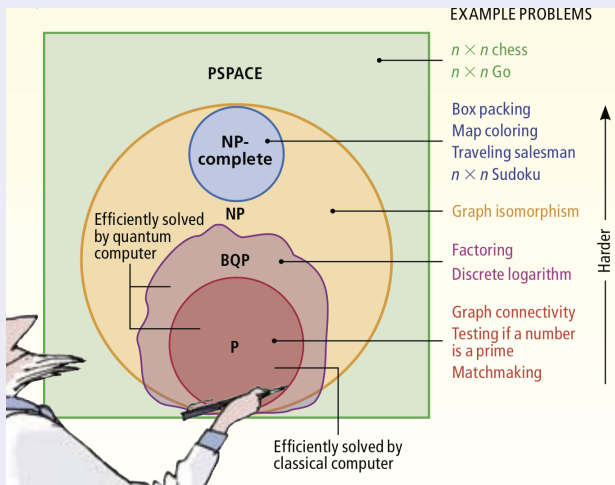 EXAMPLE PROBLEMS
PSPACE
n × n chess
n × n Go
NP-
complete
Box packing
Map coloring
Traveling salesman
n × n Sudoku
NP
Graph isomorphism
Efficiently solved
by quantum
computer
BQP
Factoring
Discrete logarithm
P
Graph connectivity
Testing if a number
is a prime
Matchmaking
Harder
Efficiently solved by
classical computer